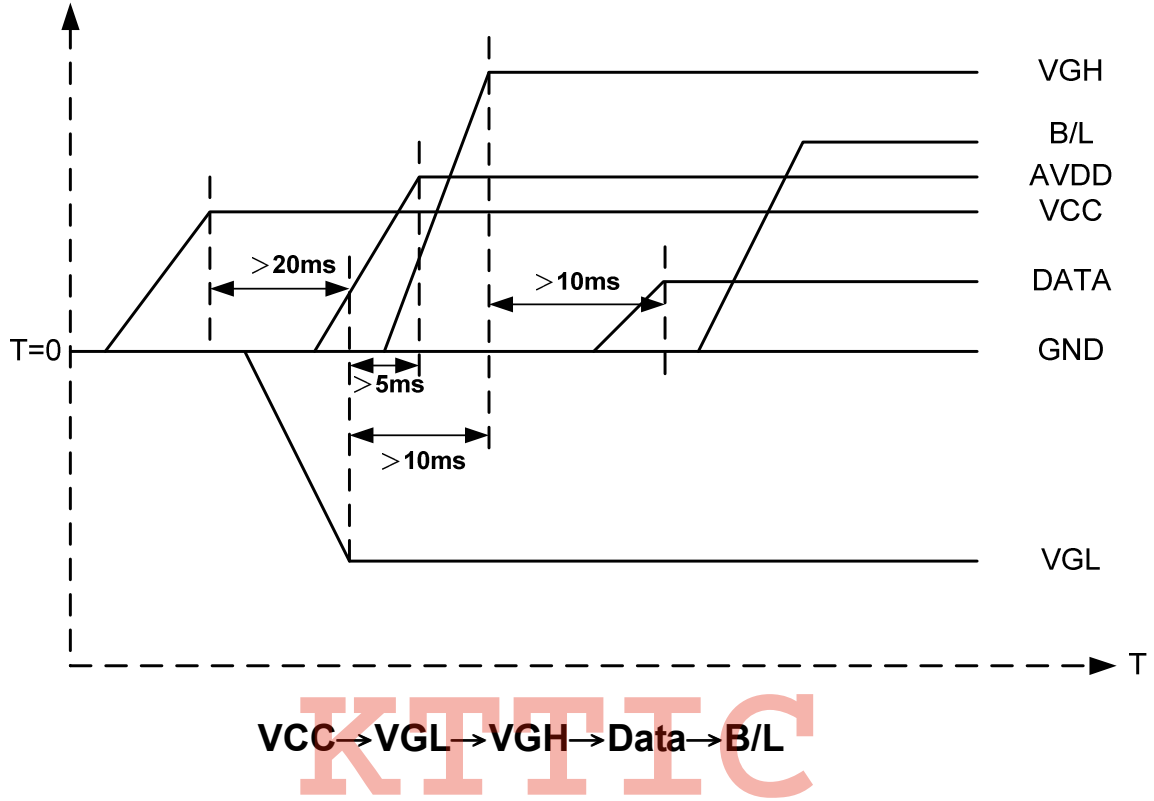 VGH
B/L
AVDD
VCC
>20ms
>10ms
DATA
T=0
GND
>5ms
>10ms
VGL
T
VCC→VGL→VGH→Data→B/L
KTTIC